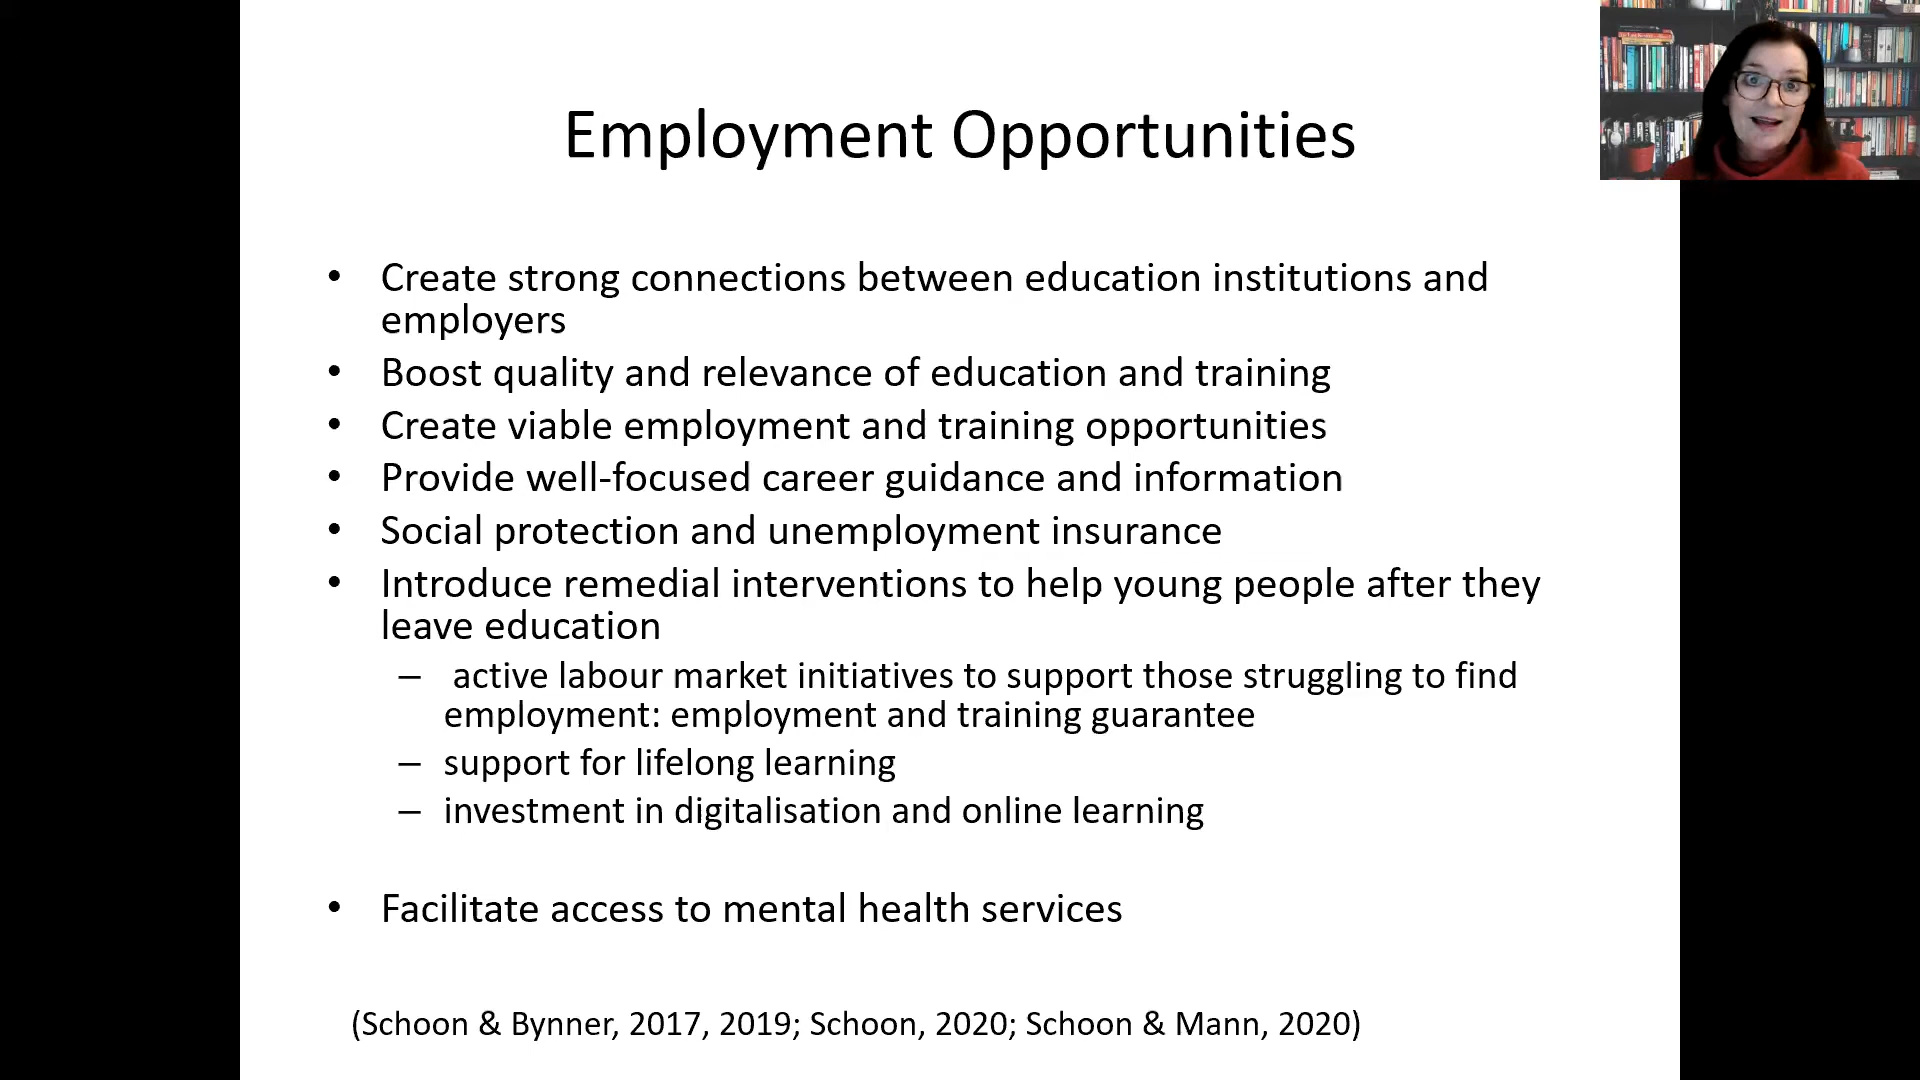 Employment Opportunities
• Create strong connections between education institutions and
employers
• Boost quality and relevance of education and training
• Create viable employment and training opportunities
• Provide well-focused career guidance and information
• Social protection and unemployment insurance
• Introduce remedial interventions to help young people after they
leave education
– active labour market initiatives to support those struggling to find
employment: employment and training guarantee
– support for lifelong learning
– investment in digitalisation and online learning
• Facilitate access to mental health services
(Schoon & Bynner, 2017, 2019; Schoon, 2020; Schoon & Mann, 2020)